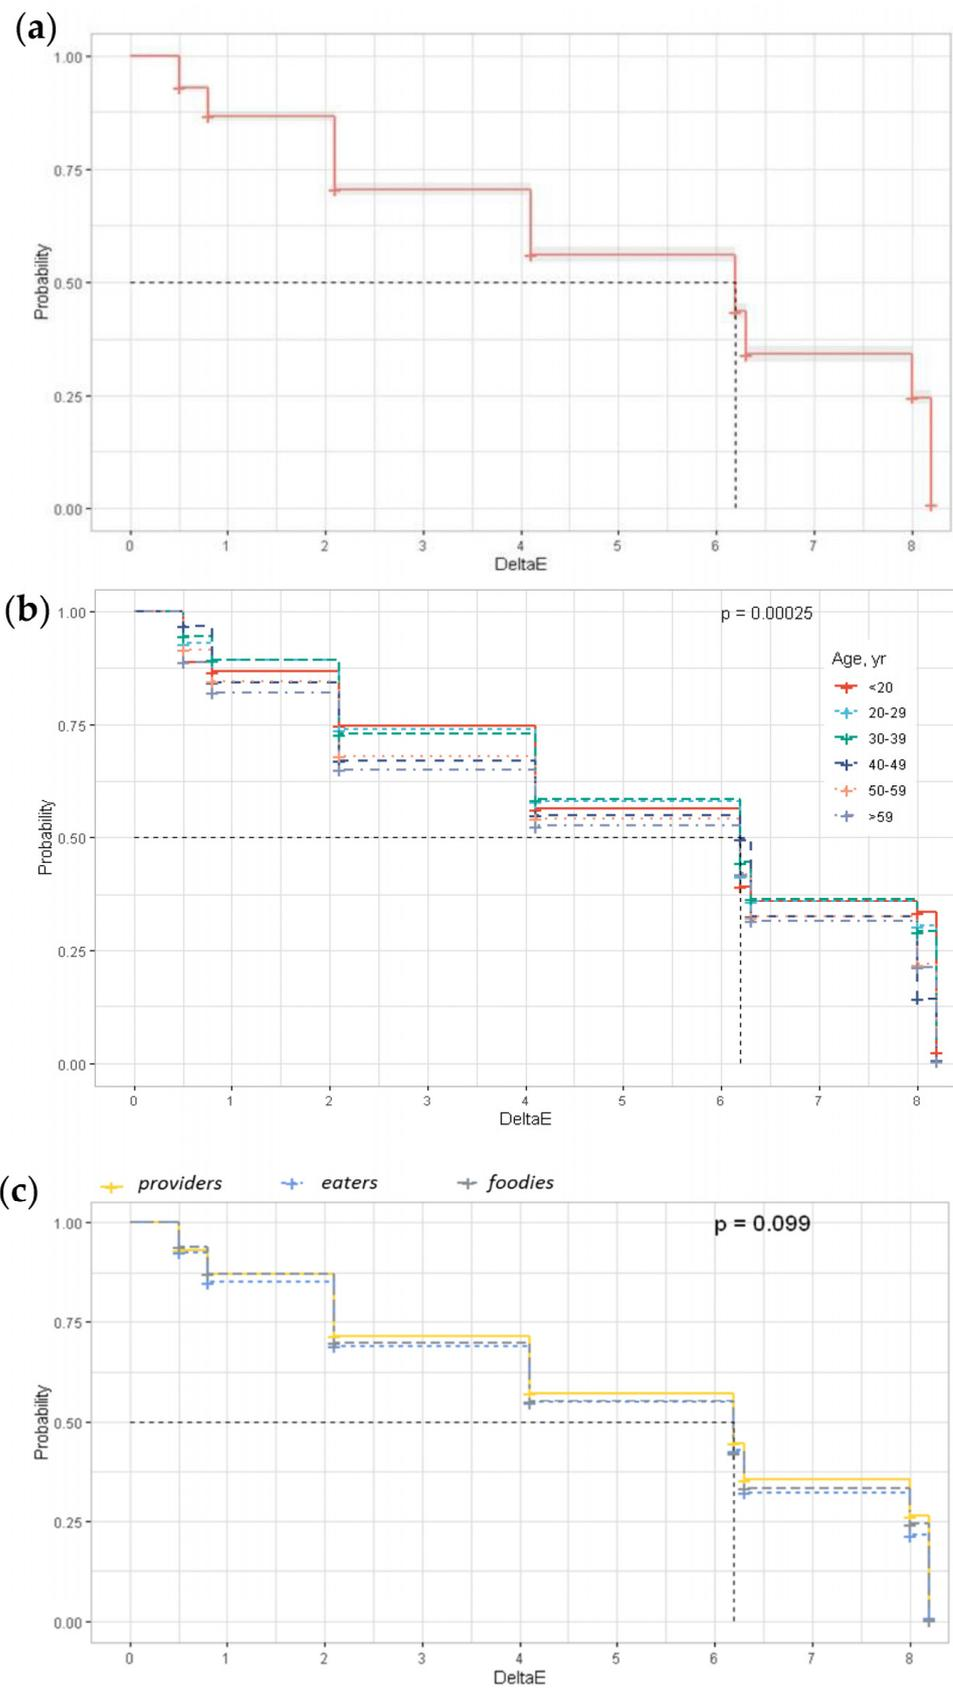 (a)
1.00
0.75
0.50
0.25
0.00
Probability
0 1 2 3 4 5 6 7 8
DeltaE
(b)
p = 0.00025
Age, yr
<20
20-29
30-39
40-49
50-59
>59
1.00
0.75
0.50
0.25
0.00
Probability
0 1 2 3 4 5 6 7 8
DeltaE
(c)
providers eaters foodies
p = 0.099
1.00
0.75
0.50
0.25
0.00
Probability
0 1 2 3 4 5 6 7 8
DeltaE